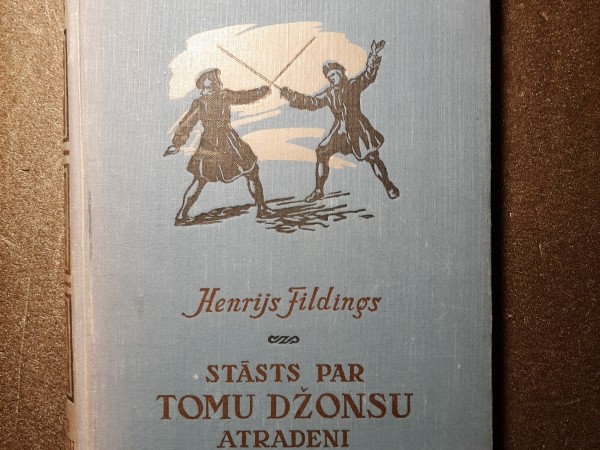 Henrijs Fildings
STĀSTS PAR
TOMU DŽONSU
ATRADENI